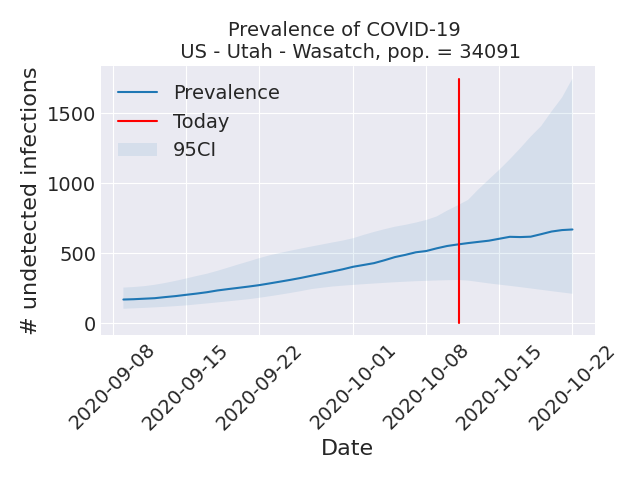 Prevalence of COVID-19
US - Utah - Wasatch, pop. = 34091
# undetected infections
1500
1000
500
0
Prevalence
Today
95CI
2020-09-08
2020-09-15
2020-09-22
2020-10-01
2020-10-08
2020-10-15
2020-10-22
Date